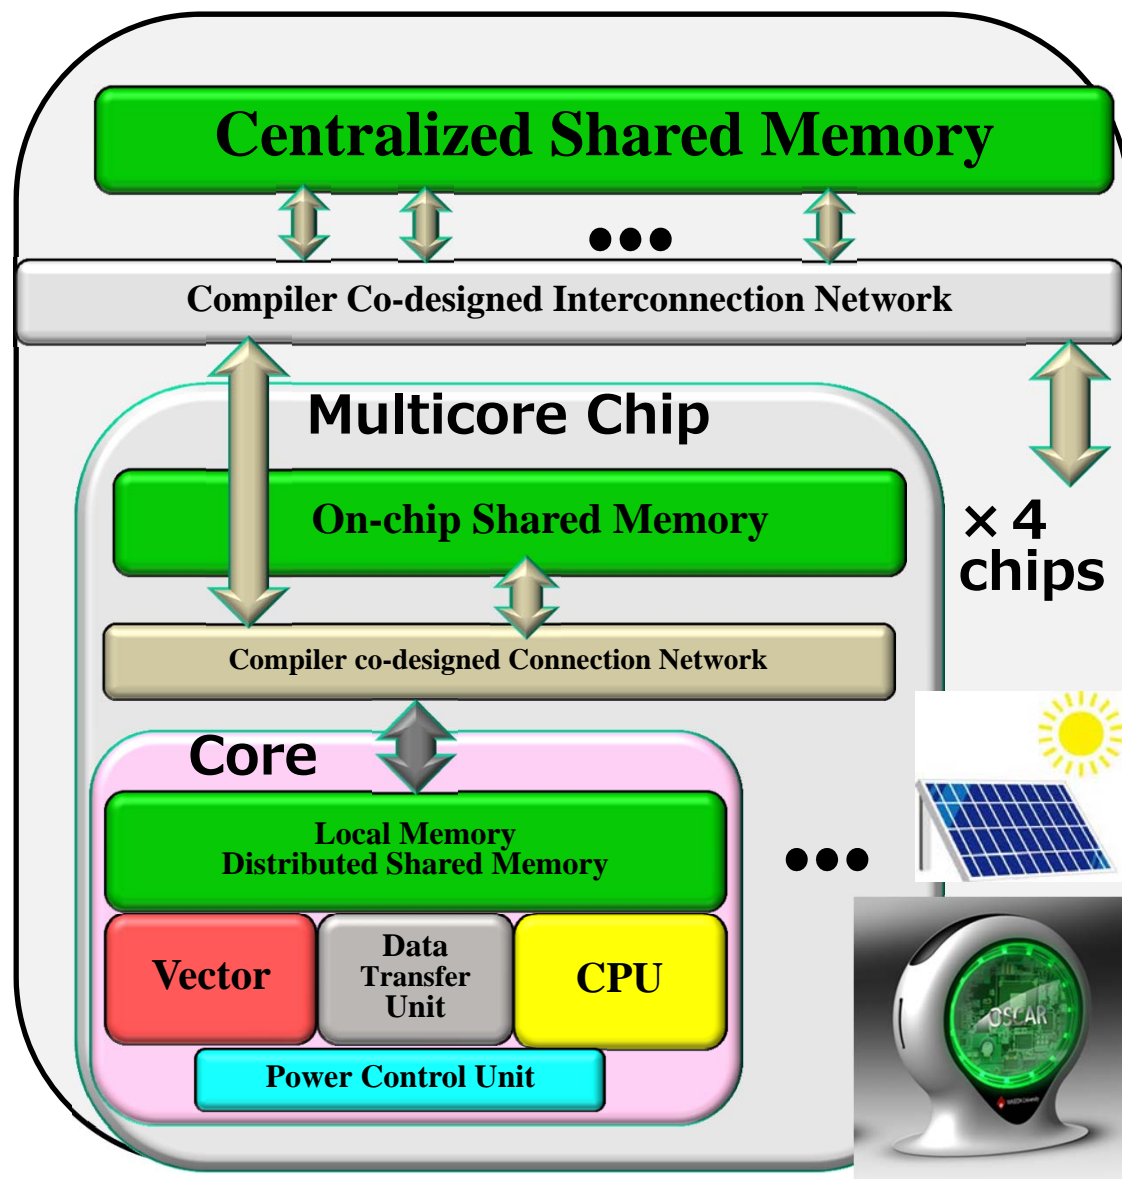 Centralized Shared Memory
Compiler Co-designed Interconnection Network
Multicore Chip
On-chip Shared Memory
×4
chips
Compiler co-designed Connection Network
Core
Local Memory
Distributed Shared Memory
Vector
Data
Transfer
Unit
CPU
Power Control Unit
OSCAR